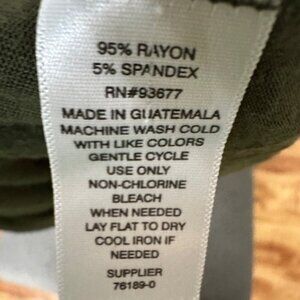 95% RAYON
5% SPANDEX
RN#93677
MADE IN GUATEMALA
MACHINE WASH COLD
WITH LIKE COLORS
GENTLE CYCLE
USE ONLY
NON-CHLORINE
BLEACH
WHEN NEEDED
LAY FLAT TO DRY
COOL IRON IF
NEEDED
SUPPLIER
76189-0